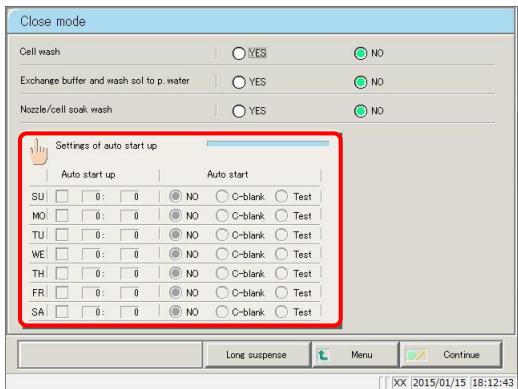 Close mode
Cell wash YES NO
Exchange buffer and wash sol to p. water YES NO
Nozzle/cell soak wash YES NO
Settings of auto start up
Auto start up Auto start
SU 0: 0 NO C-blank Test
MO 0: 0 NO C-blank Test
TU 0: 0 NO C-blank Test
WE 0: 0 NO C-blank Test
TH 0: 0 NO C-blank Test
FR 0: 0 NO C-blank Test
SA 0: 0 NO C-blank Test
Long suspense Menu Continue
XX 2015/01/15 18:12:43